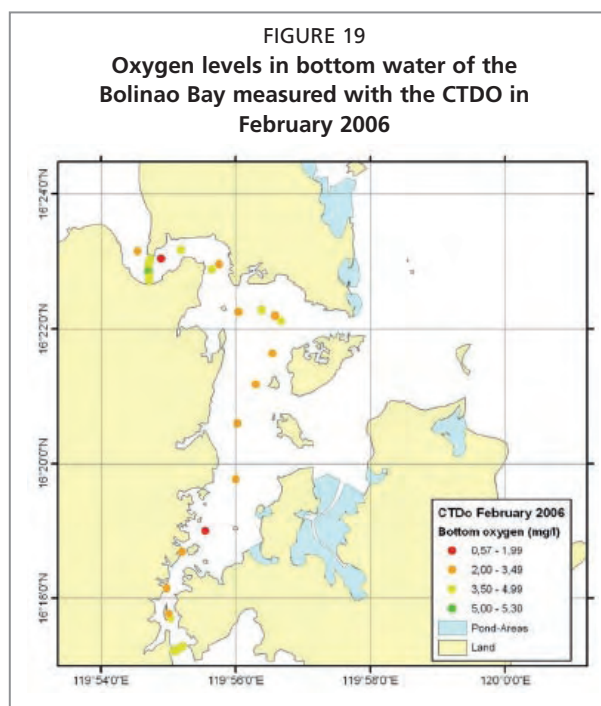 FIGURE 19
Oxygen levels in bottom water of the
Bolinao Bay measured with the CTDO in
February 2006
16°24'0"N
16°22'0"N
16°20'0"N
16°18'0"N
CTDo February 2006
Bottom oxygen (mg/l)
0,57 - 1,99
2,00 - 3,49
3,50 - 4,99
5,00 - 5,30
Pond-Areas
Land
119°54'0"E 119°56'0"E 119°58'0"E 120°0'0"E